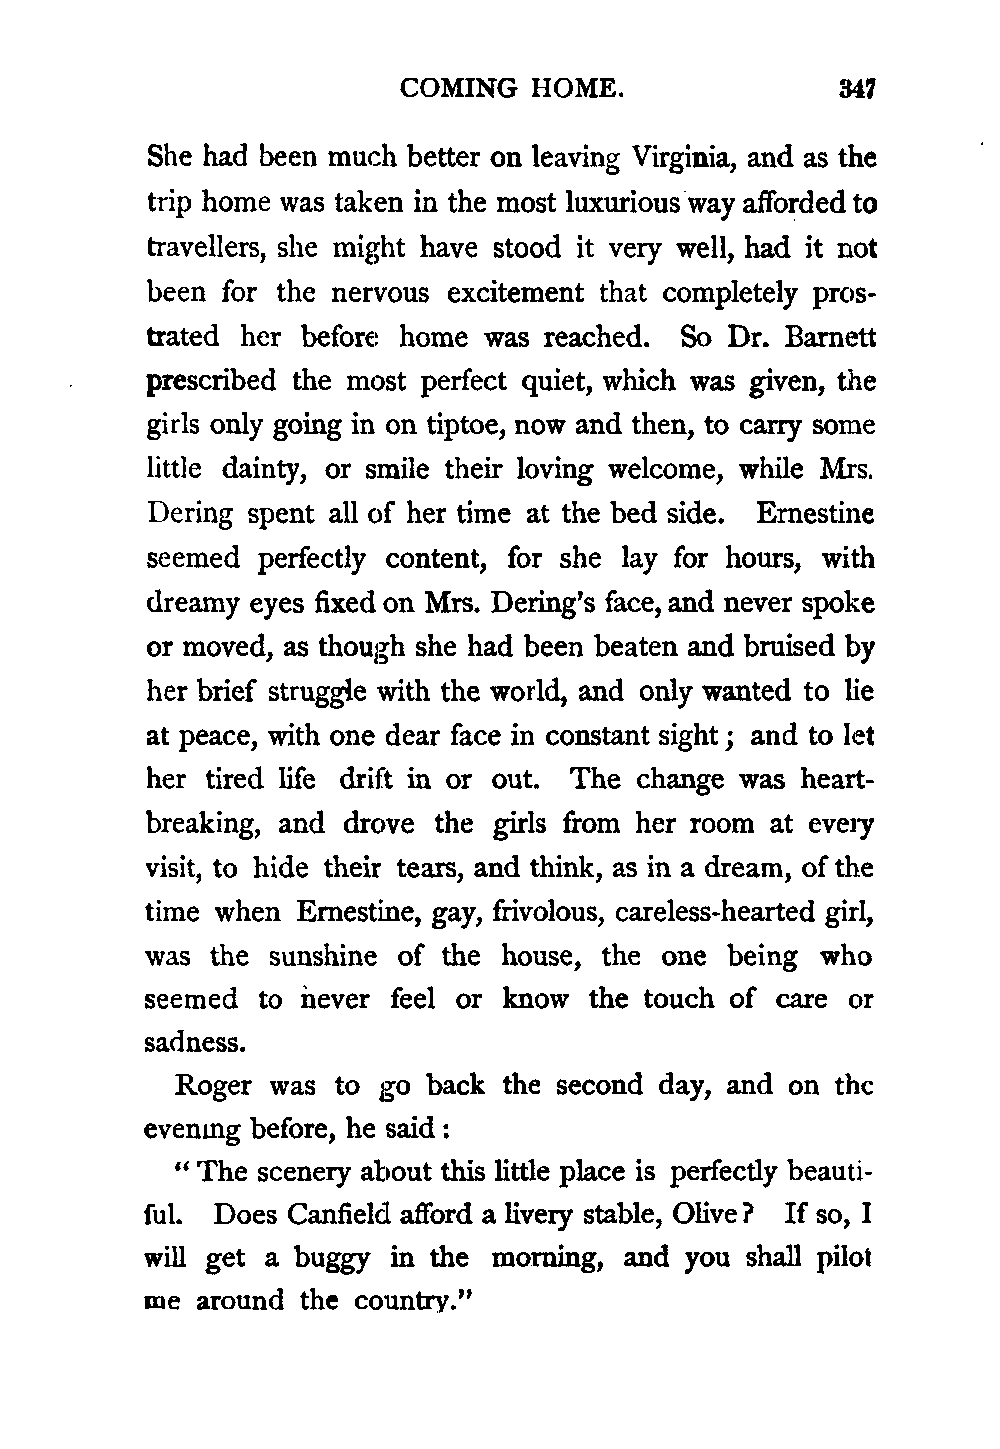 COMING HOME. 347
She had been much better on leaving Virginia, and as the
trip home was taken in the most luxurious way afforded to
travellers, she might have stood it very well, had it not
been for the nervous excitement that completely pros-
trated her before home was reached. So Dr. Barnett
prescribed the most perfect quiet, which was given, the
girls only going in on tiptoe, now and then, to carry some
little dainty, or smile their loving welcome, while Mrs.
Dering spent all of her time at the bed side. Ernestine
seemed perfectly content, for she lay for hours, with
dreamy eyes fixed on Mrs. Dering's face, and never spoke
or moved, as though she had been beaten and bruised by
her brief struggle with the world, and only wanted to lie
at peace, with one dear face in constant sight ; and to let
her tired life drift in or out. The change was heart-
breaking, and drove the girls from her room at every
visit, to hide their tears, and think, as in a dream, of the
time when Ernestine, gay, frivolous, careless-hearted girl,
was the sunshine of the house, the one being who
seemed to never feel or know the touch of care or
sadness.
Roger was to go back the second day, and on the
evening before, he said :
" The scenery about this little place is perfectly beauti-
ful. Does Canfield afford a livery stable, Olive ? If so, I
will get a buggy in the morning, and you shall pilot
me around the country."